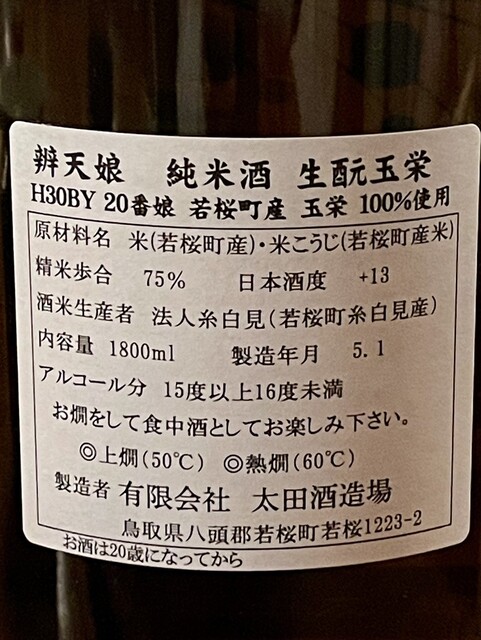 辨天娘　純米酒　生酛玉栄
H30BY 20番娘 若桜町産 玉栄 100%使用
原材料名　米(若桜町産)・米こうじ(若桜町産米)
精米歩合　75%　日本酒度　+13
酒米生産者　法人糸白見(若桜町糸白見産)
内容量 1800ml　製造年月　5.1
アルコール分　15度以上16度未満
お燗をして食中酒としてお楽しみ下さい。
◎上燗(50℃) ◎熱燗(60℃)
製造者 有限会社　太田酒造場
鳥取県八頭郡若桜町若桜1223-2
お酒は20歳になってから